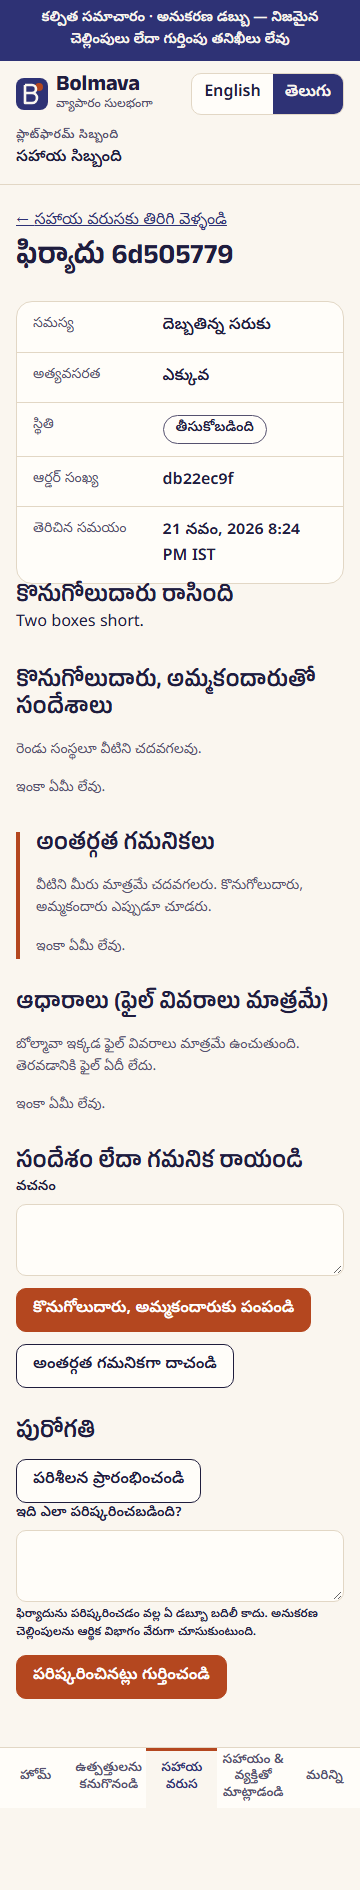 కల్పిత సమాచారం · అనుకరణ డబ్బు — నిజమైన
చెల్లింపులు లేదా గుర్తింపు తనిఖీలు లేవు
Bolmava
వ్యాపారం సులభంగా
English
తెలుగు
ప్లాట్‌ఫారమ్ సిబ్బంది
సహాయ సిబ్బంది
← సహాయ వరుసకు తిరిగి వెళ్ళండి
ఫిర్యాదు 6d505779
సమస్య
దెబ్బతిన్న సరుకు
అత్యవసరత
ఎక్కువ
స్థితి
తీసుకోబడింది
ఆర్డర్ సంఖ్య
db22ec9f
తెరిచిన సమయం
21 నవం, 2026 8:24
PM IST
కొనుగోలుదారు రాసింది
Two boxes short.
కొనుగోలుదారు, అమ్మకందారుతో
సందేశాలు
రెండు సంస్థలూ వీటిని చదవగలవు.
ఇంకా ఏమీ లేవు.
అంతర్గత గమనికలు
వీటిని మీరు మాత్రమే చదవగలరు. కొనుగోలుదారు,
అమ్మకందారు ఎప్పుడూ చూడరు.
ఇంకా ఏమీ లేవు.
ఆధారాలు (ఫైల్ వివరాలు మాత్రమే)
బోల్మావా ఇక్కడ ఫైల్ వివరాలు మాత్రమే ఉంచుతుంది.
తెరవడానికి ఫైల్ ఏదీ లేదు.
ఇంకా ఏమీ లేవు.
సందేశం లేదా గమనిక రాయండి
వచనం
కొనుగోలుదారు, అమ్మకందారుకు పంపండి
అంతర్గత గమనికగా దాచండి
పురోగతి
పరిశీలన ప్రారంభించండి
ఇది ఎలా పరిష్కరించబడింది?
ఫిర్యాదును పరిష్కరించడం వల్ల ఏ డబ్బూ బదిలీ కాదు. అనుకరణ
చెల్లింపులను ఆర్థిక విభాగం వేరుగా చూసుకుంటుంది.
పరిష్కరించినట్లు గుర్తించండి
హోమ్
ఉత్పత్తులను
కనుగొనండి
సహాయ
వరుస
సహాయం &
వ్యక్తితో
మాట్లాడండి
మరిన్ని